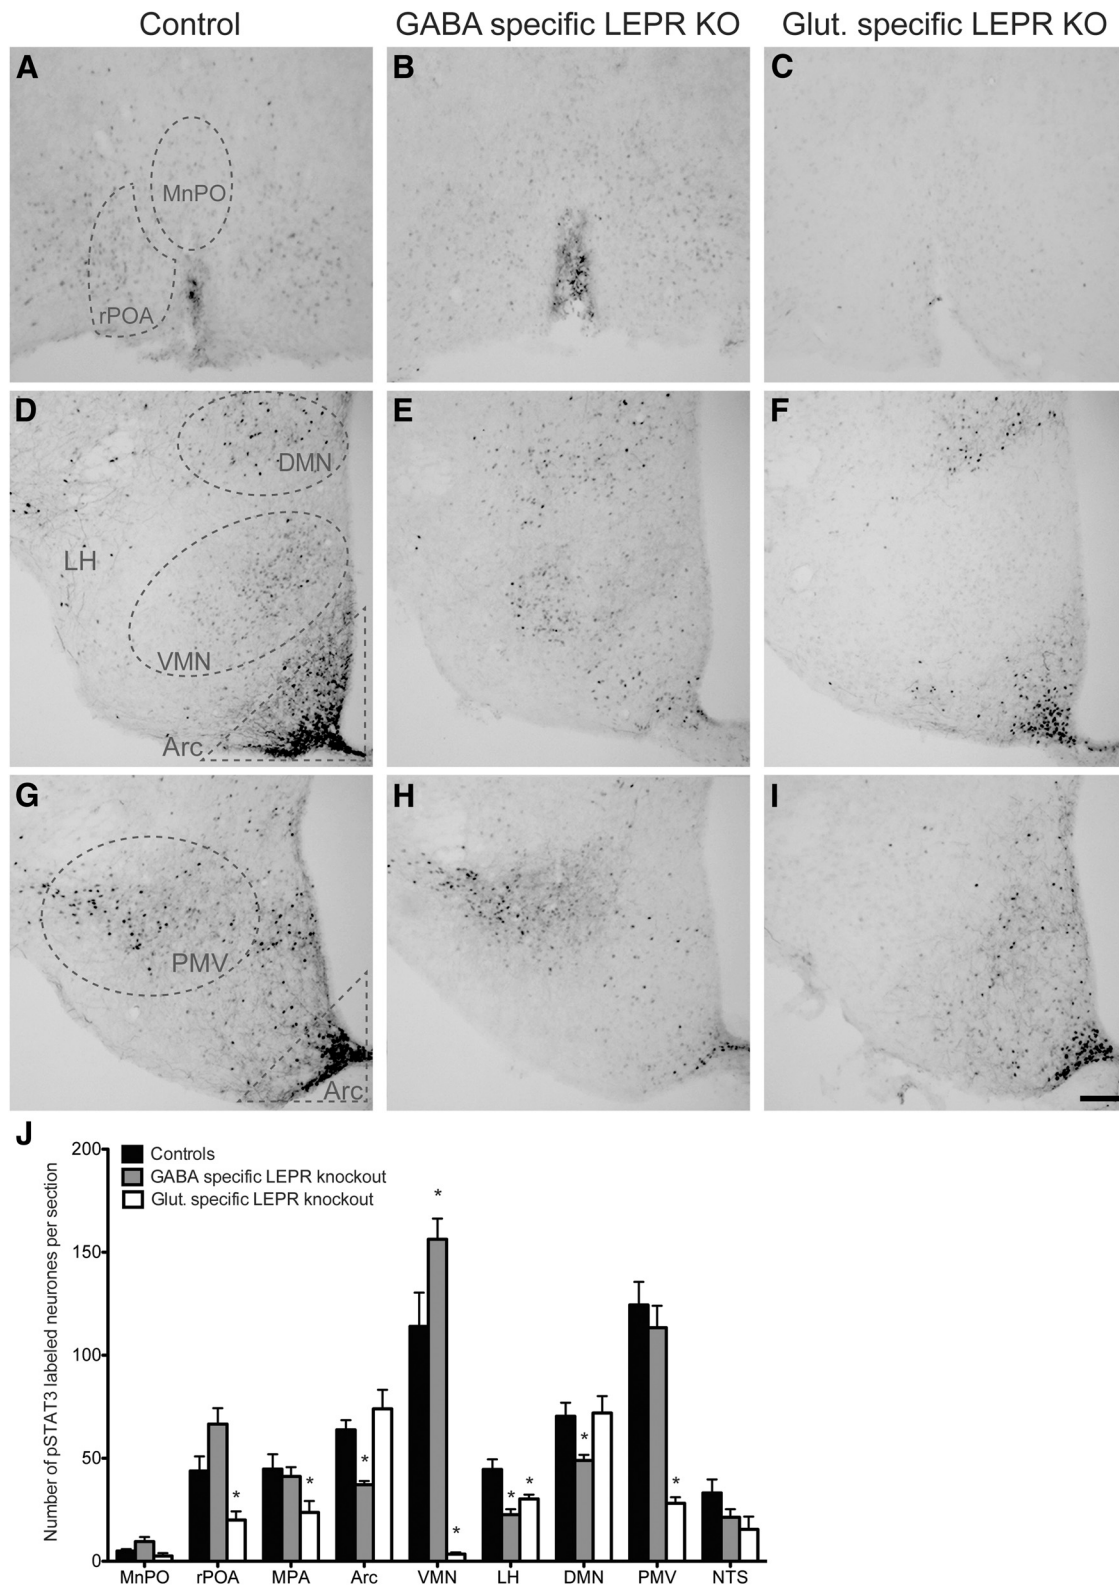 Control GABA specific LEPR KO Glut. specific LEPR KO
A B C
MnPO
rPOA
D E F
DMN
LH
VMN
Arc
G H I
PMV
Arc
J
Number of pSTAT3 labeled neurones per section
200
150
100
50
0
Controls
GABA specific LEPR knockout
Glut. specific LEPR knockout
* * * * * * * * *
MnPO rPOA MPA Arc VMN LH DMN PMV NTS